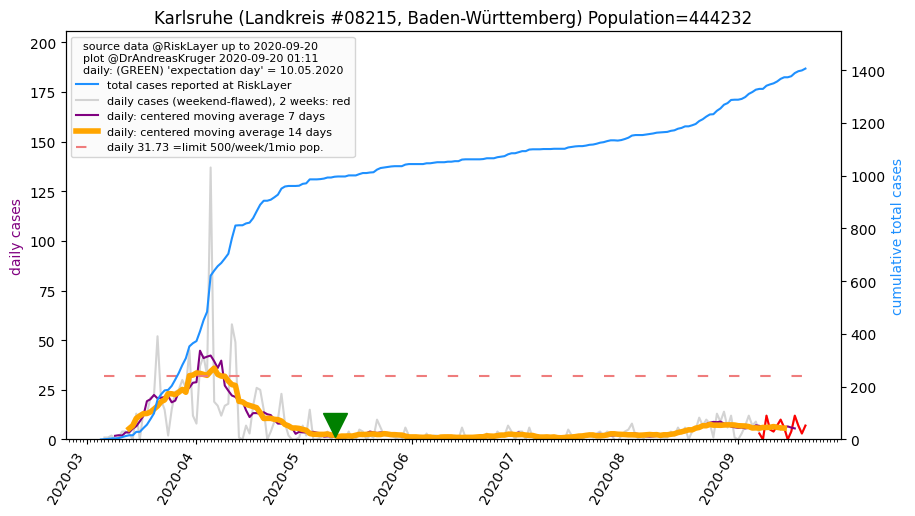 Karlsruhe (Landkreis #08215, Baden-Württemberg) Population=444232
source data @RiskLayer up to 2020-09-20
plot @DrAndreasKruger 2020-09-20 01:11
daily: (GREEN) 'expectation day' = 10.05.2020
total cases reported at RiskLayer
daily cases (weekend-flawed), 2 weeks: red
daily: centered moving average 7 days
daily: centered moving average 14 days
daily 31.73 =limit 500/week/1mio pop.
daily cases
200
175
150
125
100
75
50
25
0
cumulative total cases
1400
1200
1000
800
600
400
200
0
2020-03
2020-04
2020-05
2020-06
2020-07
2020-08
2020-09